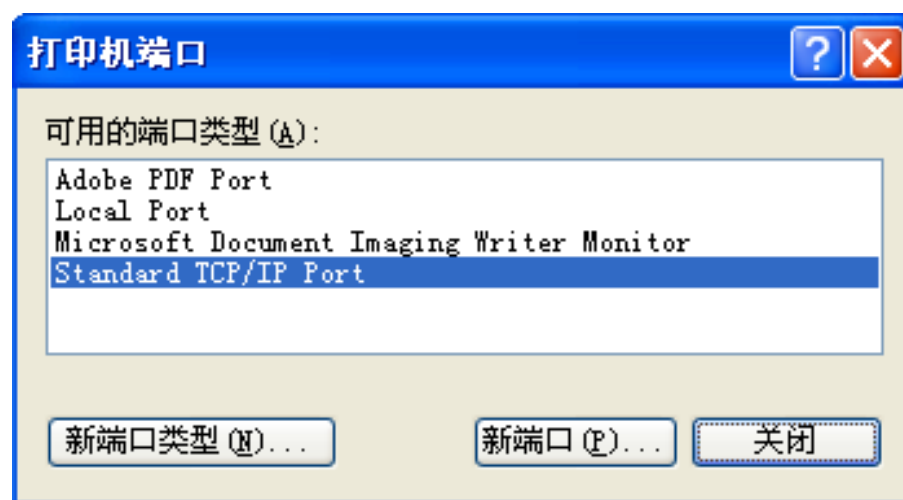 打印机端口
可用的端口类型(A):
Adobe PDF Port
Local Port
Microsoft Document Imaging Writer Monitor
Standard TCP/IP Port
新端口类型(N)... 新端口(P)... 关闭